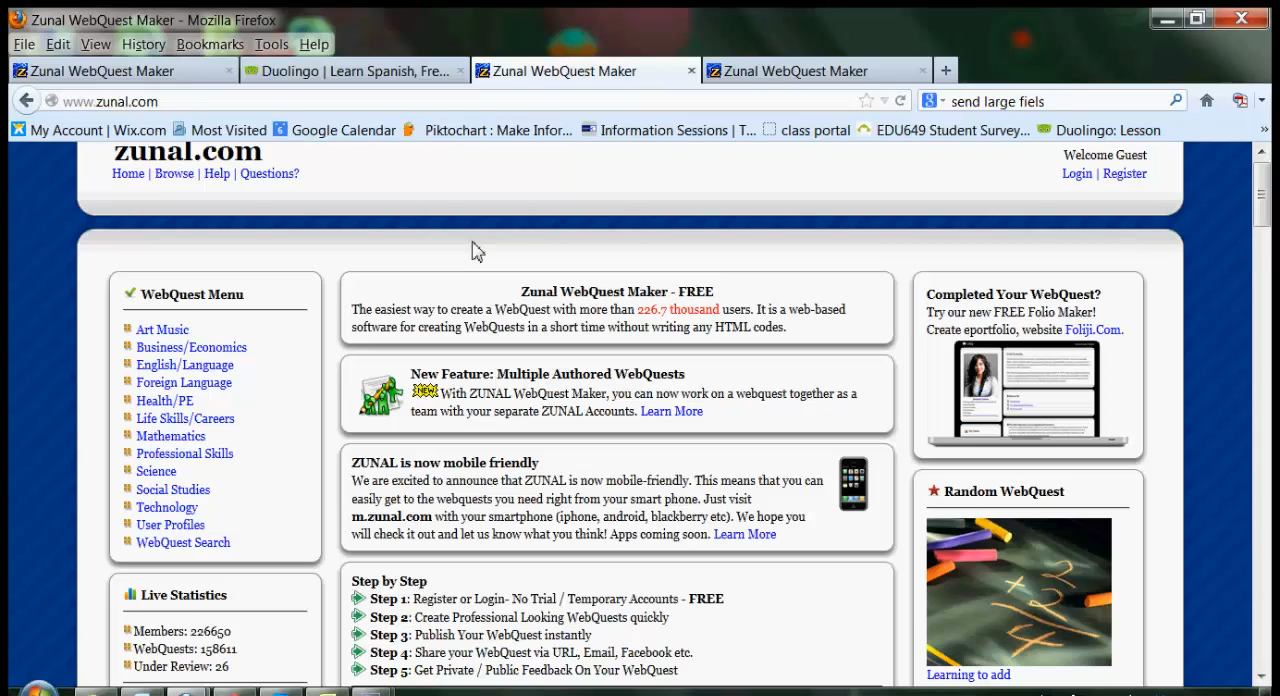 Zunal WebQuest Maker - Mozilla Firefox
File Edit View History Bookmarks Tools Help
Zunal WebQuest Maker
Duolingo | Learn Spanish, Fre...
Zunal WebQuest Maker
Zunal WebQuest Maker
www.zunal.com
send large fiels
My Account | Wix.com Most Visited Google Calendar Piktochart : Make Infor... Information Sessions | T... class portal EDU649 Student Survey... Duolingo: Lesson
zunal.com
Home | Browse | Help | Questions?
Welcome Guest
Login | Register
WebQuest Menu
Art Music
Business/Economics
English/Language
Foreign Language
Health/PE
Life Skills/Careers
Mathematics
Professional Skills
Science
Social Studies
Technology
User Profiles
WebQuest Search
Live Statistics
Members: 226650
WebQuests: 158611
Under Review: 26
Zunal WebQuest Maker - FREE
The easiest way to create a WebQuest with more than 226.7 thousand users. It is a web-based
software for creating WebQuests in a short time without writing any HTML codes.
New Feature: Multiple Authored WebQuests
NEW With ZUNAL WebQuest Maker, you can now work on a webquest together as a
team with your separate ZUNAL Accounts. Learn More
ZUNAL is now mobile friendly
We are excited to announce that ZUNAL is now mobile-friendly. This means that you can
easily get to the webquests you need right from your smart phone. Just visit
m.zunal.com with your smartphone (iphone, android, blackberry etc). We hope you
will check it out and let us know what you think! Apps coming soon. Learn More
Step by Step
Step 1: Register or Login- No Trial / Temporary Accounts - FREE
Step 2: Create Professional Looking WebQuests quickly
Step 3: Publish Your WebQuest instantly
Step 4: Share your WebQuest via URL, Email, Facebook etc.
Step 5: Get Private / Public Feedback On Your WebQuest
Completed Your WebQuest?
Try our new FREE Folio Maker!
Create eportfolio, website Foliji.Com.
Random WebQuest
2
+ 2
4
Learning to add